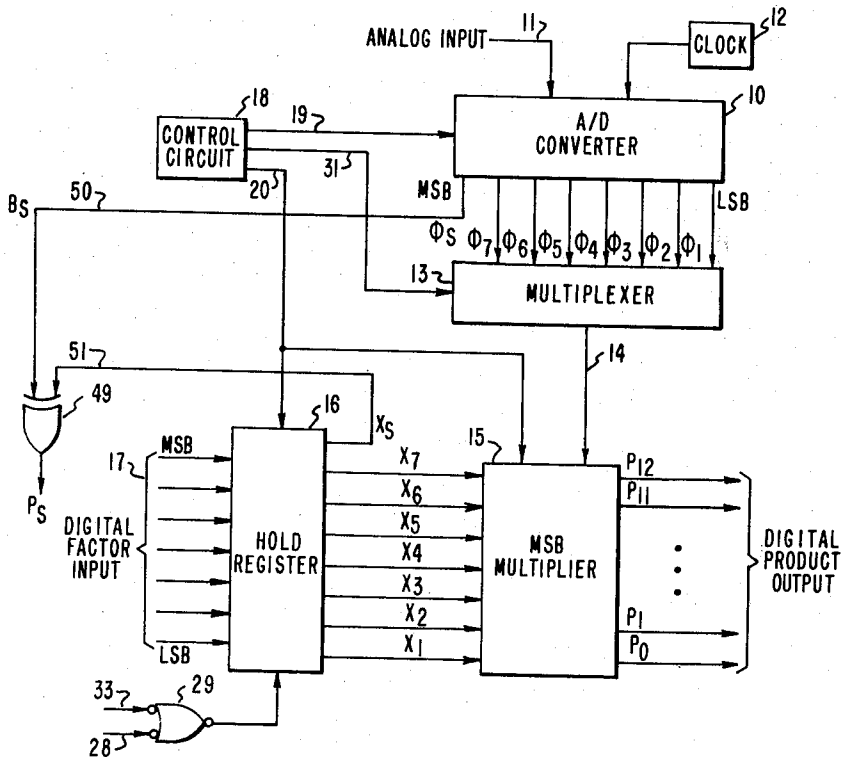 ANALOG INPUT
11
CLOCK
12
10
A/D
CONVERTER
18
CONTROL
CIRCUIT
19
31
20
MSB
LSB
50
BS
ΦS
Φ7
Φ6
Φ5
Φ4
Φ3
Φ2
Φ1
13
MULTIPLEXER
14
51
49
PS
16
XS
17
MSB
DIGITAL
FACTOR
INPUT
LSB
HOLD
REGISTER
X7
X6
X5
X4
X3
X2
X1
15
MSB
MULTIPLIER
P12
P11
P1
P0
DIGITAL
PRODUCT
OUTPUT
29
33
28